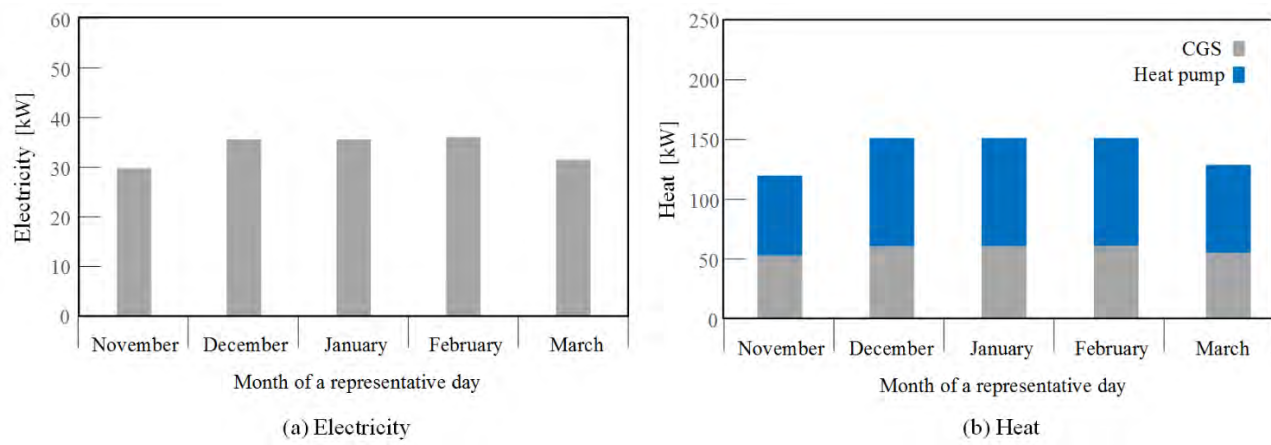 60
50
40
30
20
10
0
Electricity [kW]
November December January February March
Month of a representative day
(a) Electricity
250
200
150
100
50
0
Heat [kW]
CGS
Heat pump
November December January February March
Month of a representative day
(b) Heat